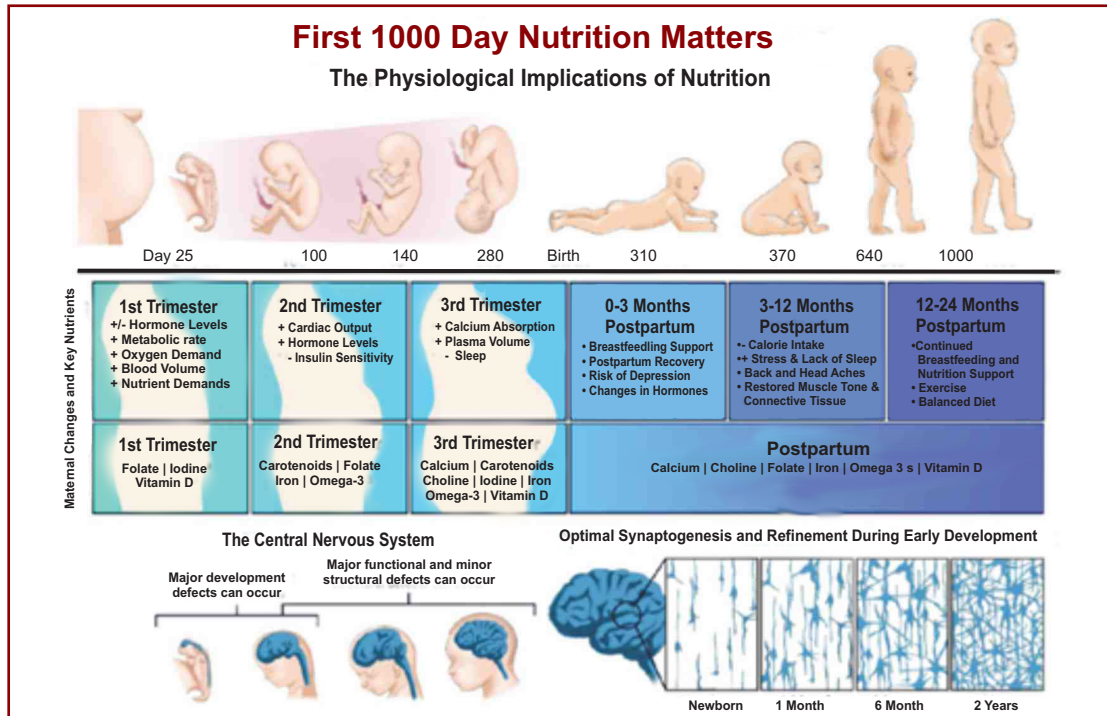 First 1000 Day Nutrition Matters
The Physiological Implications of Nutrition
Day 25 100 140 280 Birth 310 370 640 1000
Maternal Changes and Key Nutrients
1st Trimester
+/- Hormone Levels
+ Metabolic rate
+ Oxygen Demand
+ Blood Volume
+ Nutrient Demands
2nd Trimester
+ Cardiac Output
+ Hormone Levels
- Insulin Sensitivity
3rd Trimester
+ Calcium Absorption
+ Plasma Volume
- Sleep
0-3 Months
Postpartum
• Breastfeedling Support
• Postpartum Recovery
• Risk of Depression
• Changes in Hormones
3-12 Months
Postpartum
•- Calorie Intake
•+ Stress & Lack of Sleep
• Back and Head Aches
• Restored Muscle Tone &
Connective Tissue
12-24 Months
Postpartum
•Continued
Breastfeeding and
Nutrition Support
• Exercise
• Balanced Diet
1st Trimester
Folate | Iodine
Vitamin D
2nd Trimester
Carotenoids | Folate
Iron | Omega-3
3rd Trimester
Calcium | Carotenoids
Choline | Iodine | Iron
Omega-3 | Vitamin D
Postpartum
Calcium | Choline | Folate | Iron | Omega 3 s | Vitamin D
The Central Nervous System
Major development
defects can occur
Major functional and minor
structural defects can occur
Optimal Synaptogenesis and Refinement During Early Development
Newborn 1 Month 6 Month 2 Years